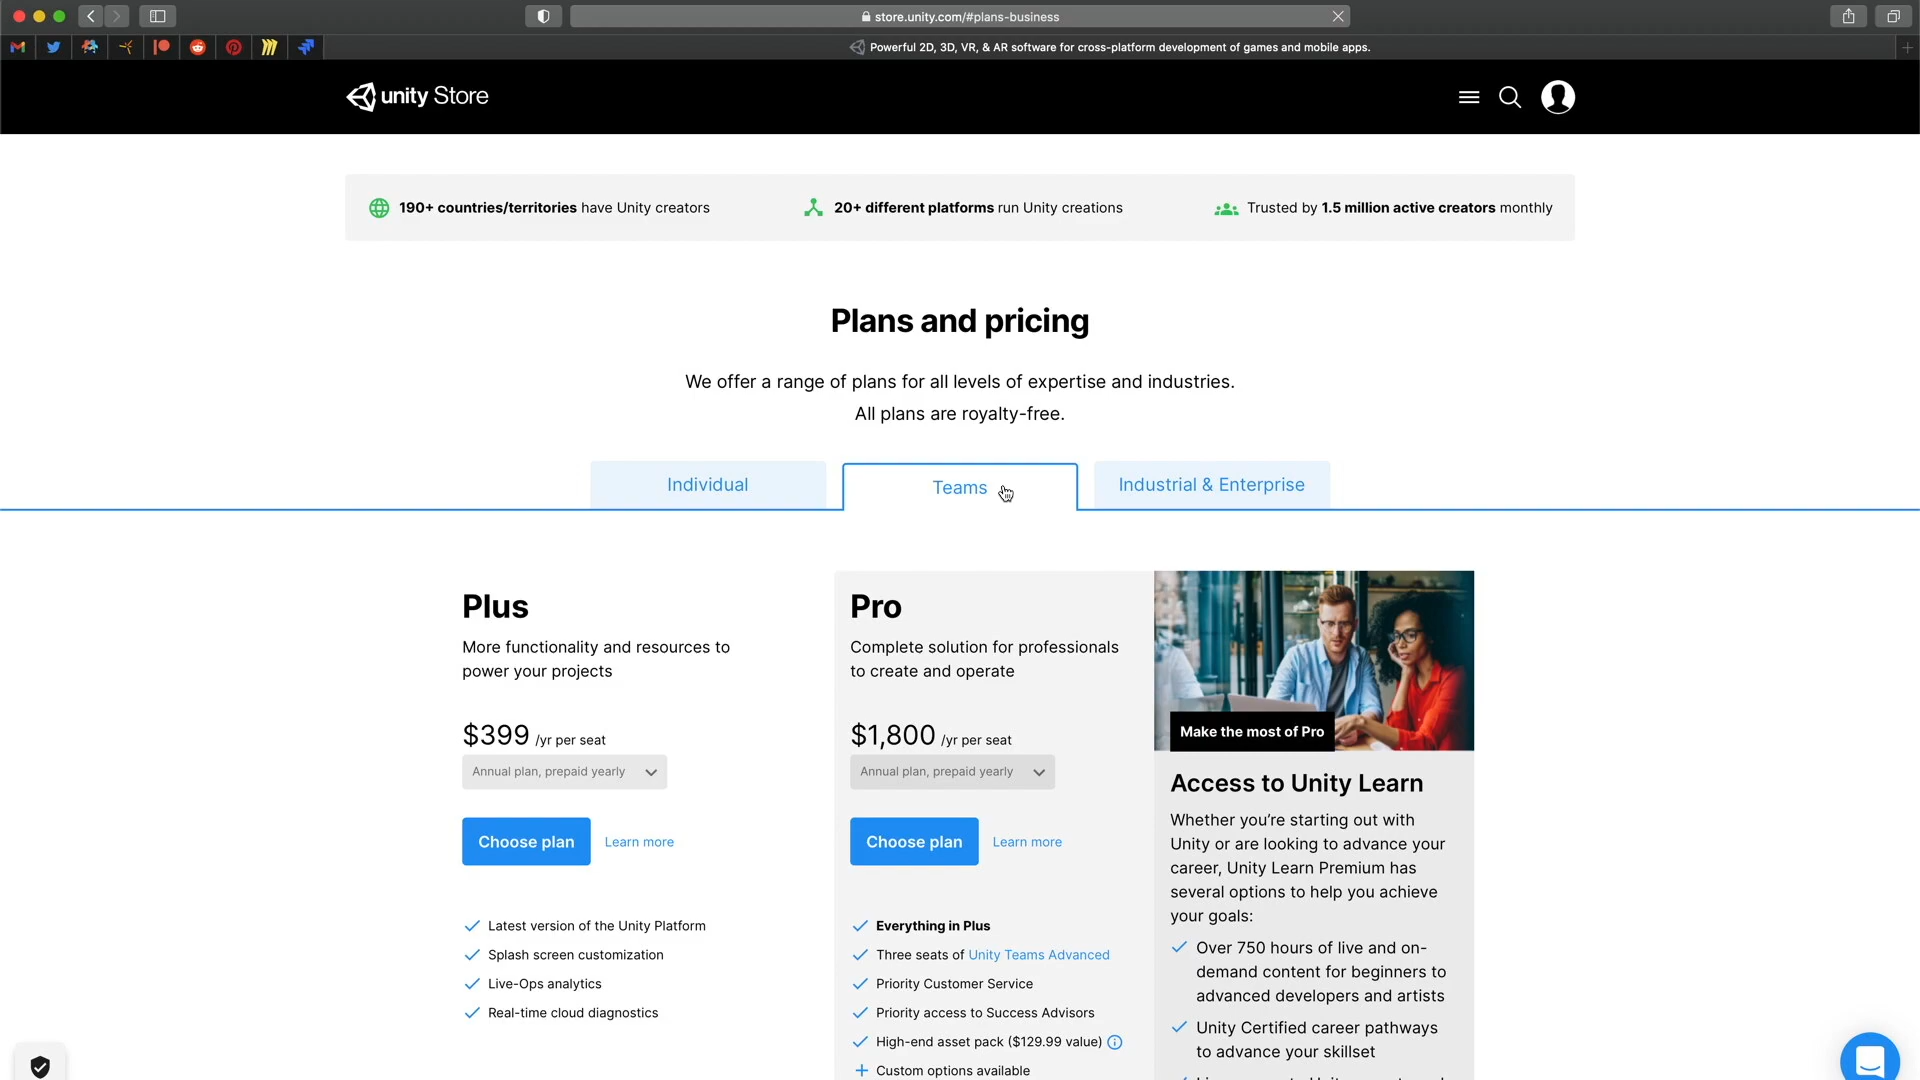 store.unity.com/#plans-business
Powerful 2D, 3D, VR, & AR software for cross-platform development of games and mobile apps.
unity Store
190+ countries/territories have Unity creators
20+ different platforms run Unity creations
Trusted by 1.5 million active creators monthly
Plans and pricing
We offer a range of plans for all levels of expertise and industries.
All plans are royalty-free.
Individual
Teams
Industrial & Enterprise
Plus
More functionality and resources to
power your projects
$399 /yr per seat
Annual plan, prepaid yearly
Choose plan
Learn more
Latest version of the Unity Platform
Splash screen customization
Live-Ops analytics
Real-time cloud diagnostics
Pro
Complete solution for professionals
to create and operate
$1,800 /yr per seat
Annual plan, prepaid yearly
Choose plan
Learn more
Everything in Plus
Three seats of Unity Teams Advanced
Priority Customer Service
Priority access to Success Advisors
High-end asset pack ($129.99 value)
Custom options available
Make the most of Pro
Access to Unity Learn
Whether you're starting out with
Unity or are looking to advance your
career, Unity Learn Premium has
several options to help you achieve
your goals:
Over 750 hours of live and on-
demand content for beginners to
advanced developers and artists
Unity Certified career pathways
to advance your skillset